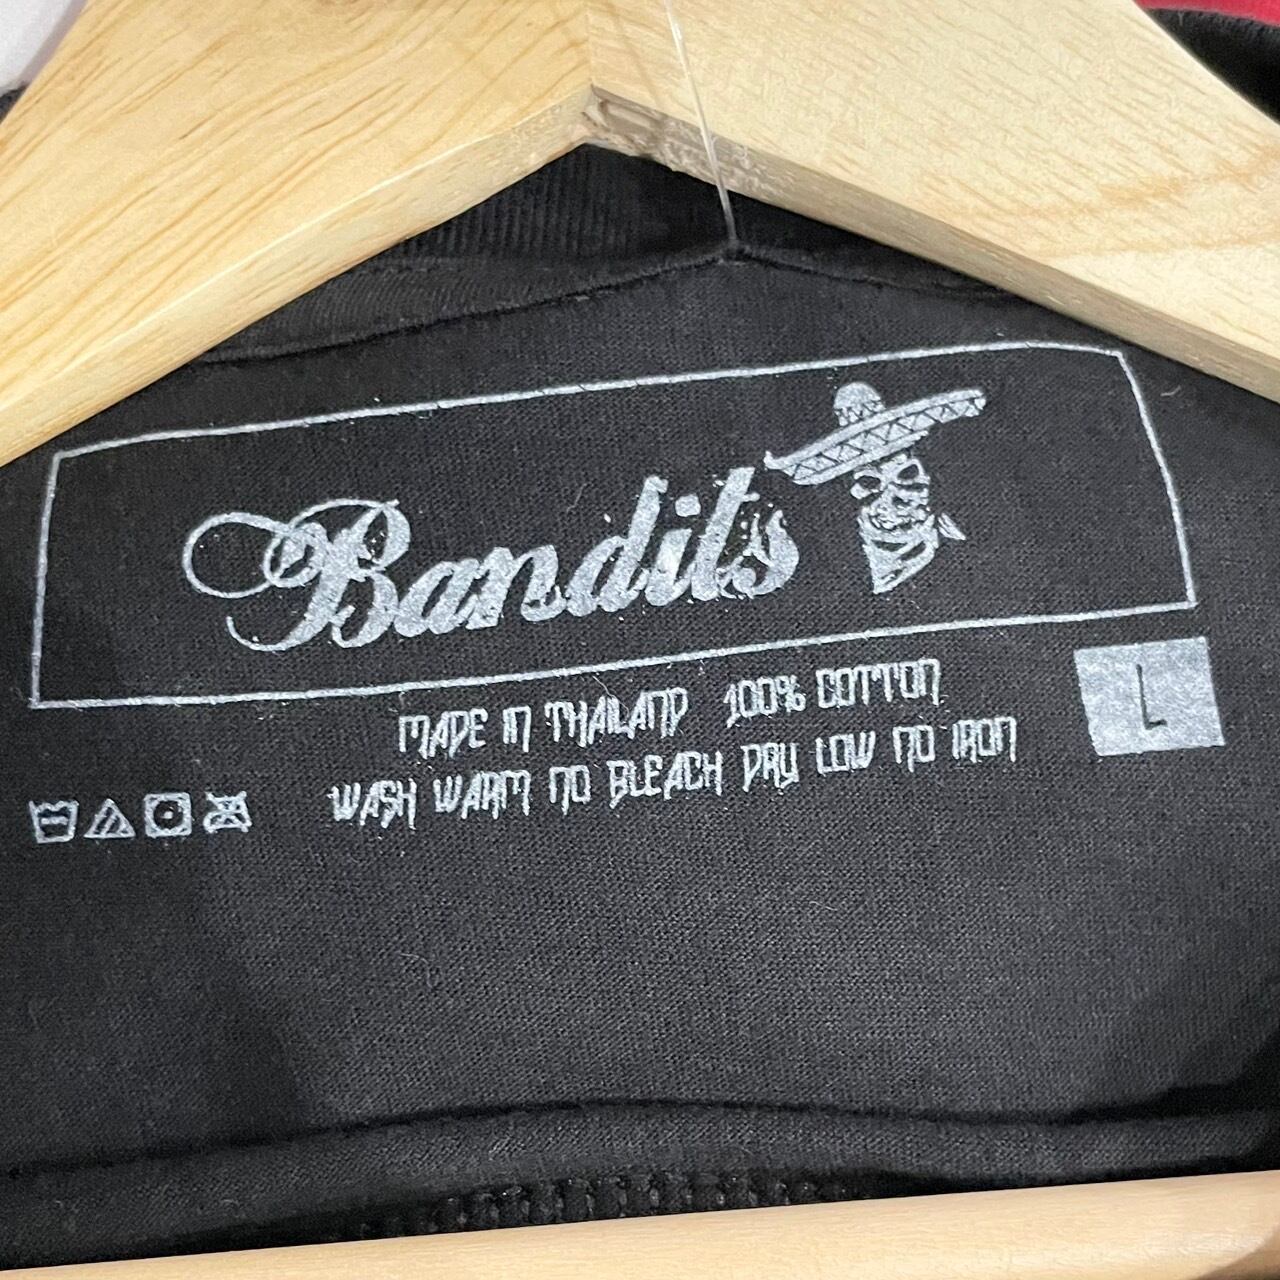 Bandits
MADE IN THAILAND 100% COTTON
L
WASH WARM NO BLEACH DRY LOW NO IRON